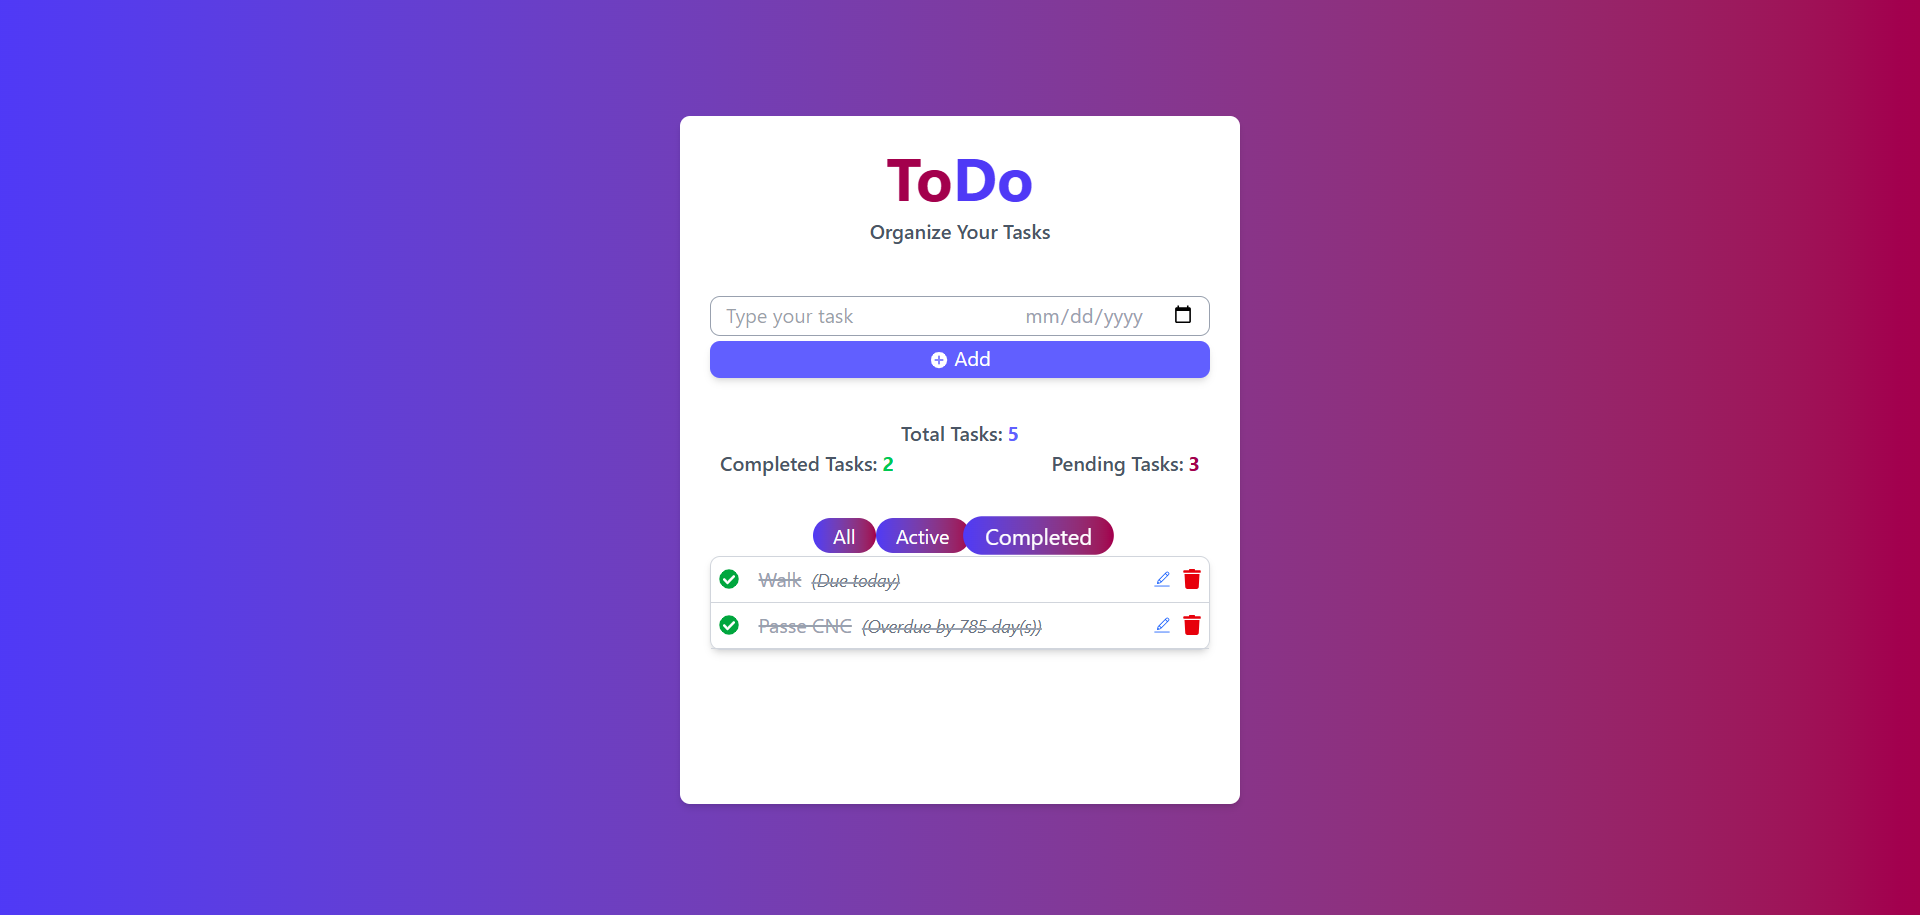 ToDo
Organize Your Tasks
Type your task mm/dd/yyyy
Add
Total Tasks: 5
Completed Tasks: 2 Pending Tasks: 3
All Active Completed
Walk (Due today)
Passe CNC (Overdue by 785 day(s))